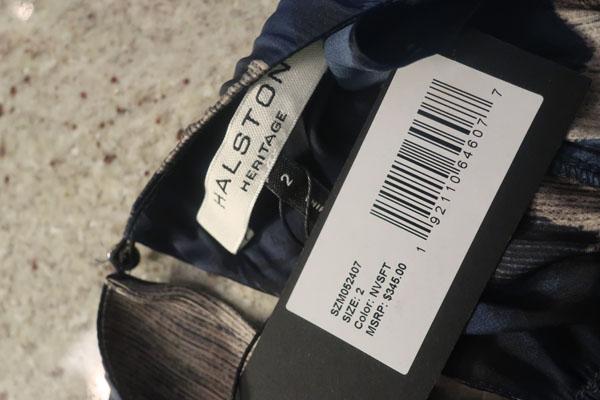 HALSTON
HERITAGE
2
1 92110 64607 7
SZM052407
SIZE: 2
Color: NVSFT
MSRP: $345.00